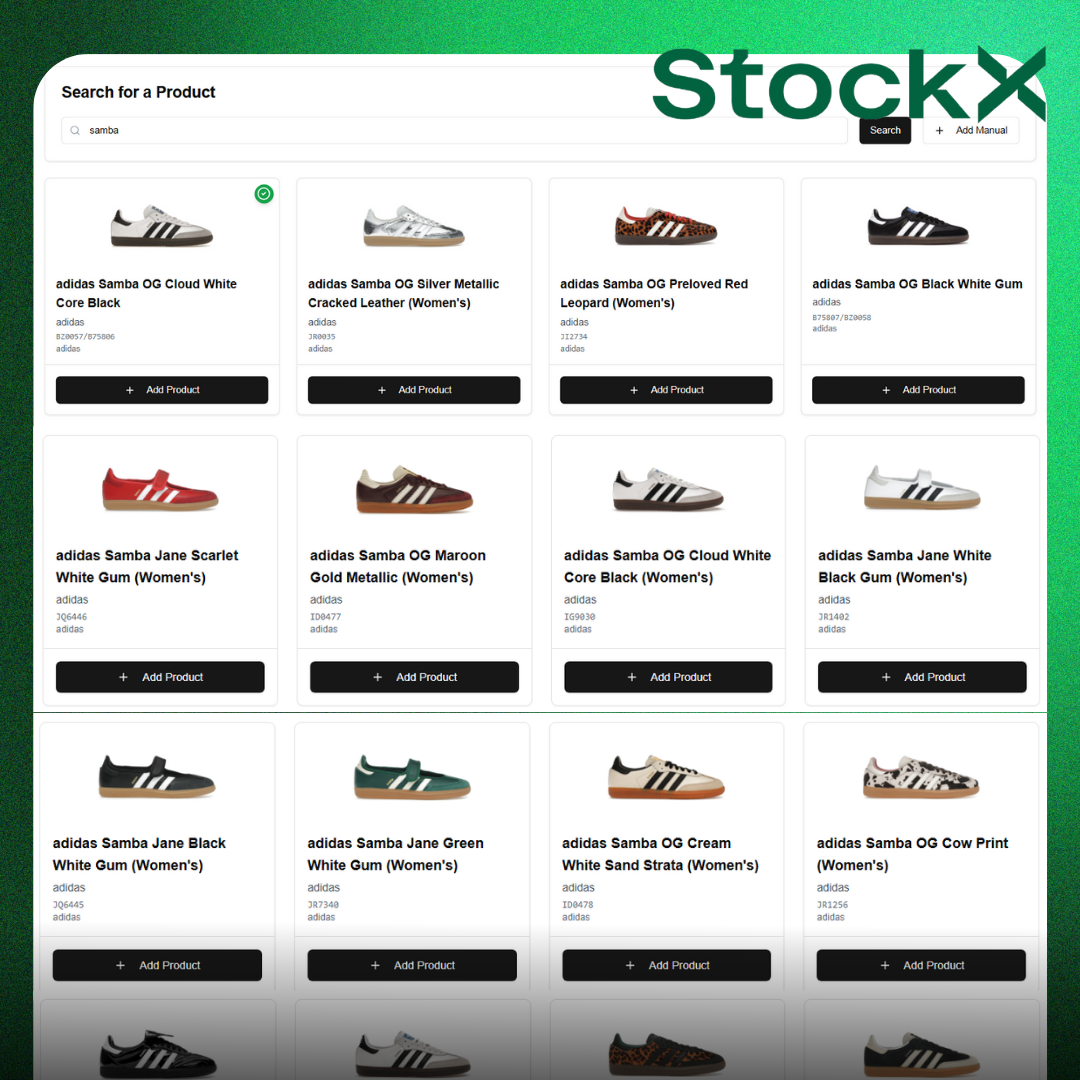 StockX
Search for a Product
samba
Search
+ Add Manual
adidas Samba OG Cloud White
Core Black
adidas
BZ0057/B75806
adidas
+ Add Product
adidas Samba OG Silver Metallic
Cracked Leather (Women's)
adidas
JR0035
adidas
+ Add Product
adidas Samba OG Preloved Red
Leopard (Women's)
adidas
JI2734
adidas
+ Add Product
adidas Samba OG Black White Gum
adidas
B75807/BZ0058
adidas
+ Add Product
adidas Samba Jane Scarlet
White Gum (Women's)
adidas
JQ6446
adidas
+ Add Product
adidas Samba OG Maroon
Gold Metallic (Women's)
adidas
ID0477
adidas
+ Add Product
adidas Samba OG Cloud White
Core Black (Women's)
adidas
IG9030
adidas
+ Add Product
adidas Samba Jane White
Black Gum (Women's)
adidas
JR1402
adidas
+ Add Product
adidas Samba Jane Black
White Gum (Women's)
adidas
JQ6445
adidas
+ Add Product
adidas Samba Jane Green
White Gum (Women's)
adidas
JR7340
adidas
+ Add Product
adidas Samba OG Cream
White Sand Strata (Women's)
adidas
ID0478
adidas
+ Add Product
adidas Samba OG Cow Print
(Women's)
adidas
JR1256
adidas
+ Add Product